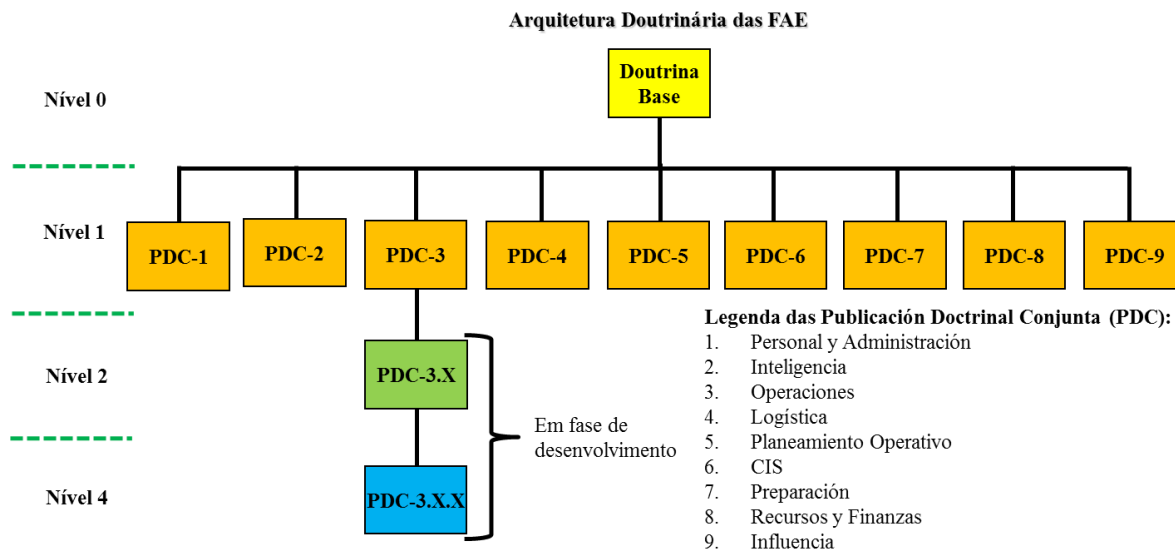 Arquitetura Doutrinária das FAE
Doutrina
Base
Nível 0
Nível 1
PDC-1
PDC-2
PDC-3
PDC-4
PDC-5
PDC-6
PDC-7
PDC-8
PDC-9
Nível 2
PDC-3.X
Em fase de
desenvolvimento
Nível 4
PDC-3.X.X
Legenda das Publicación Doctrinal Conjunta (PDC):
1. Personal y Administración
2. Inteligencia
3. Operaciones
4. Logística
5. Planeamiento Operativo
6. CIS
7. Preparación
8. Recursos y Finanzas
9. Influencia